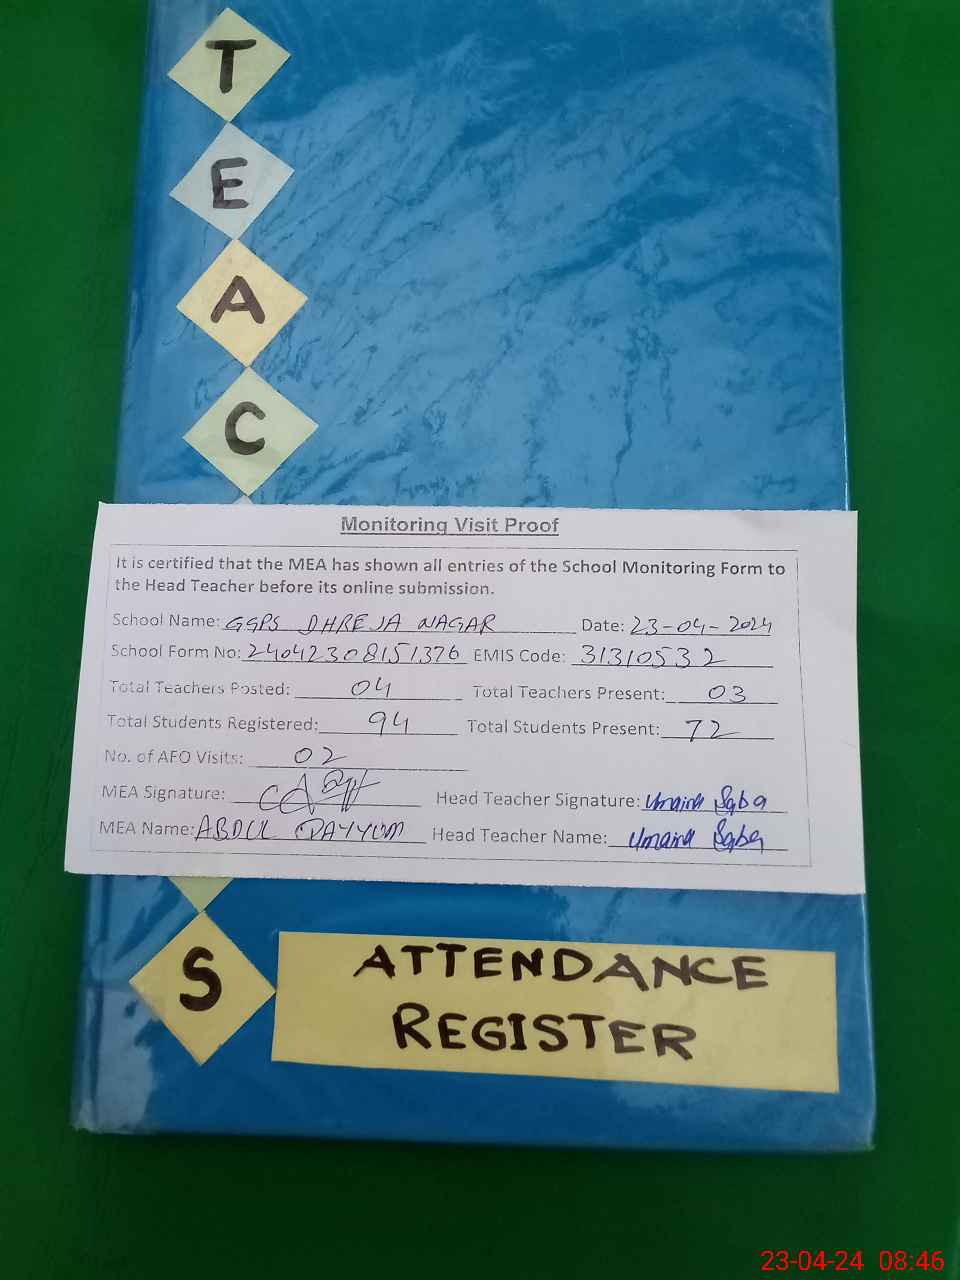 T
E
A
C
Monitoring Visit Proof
It is certified that the MEA has shown all entries of the School Monitoring Form to
the Head Teacher before its online submission.
School Name: GGPS DHREJA NAGAR Date: 23-04-2024
School Form No: 24042308151376 EMIS Code: 31310532
Total Teachers Posted: 04 Total Teachers Present: 03
Total Students Registered: 94 Total Students Present: 72
No. of AFO Visits: 02
MEA Signature: Head Teacher Signature: Umaira Saba
MEA Name: ABDUL QAYYUM Head Teacher Name: Umaira Saba
S
ATTENDANCE
REGISTER
23-04-24 08:46